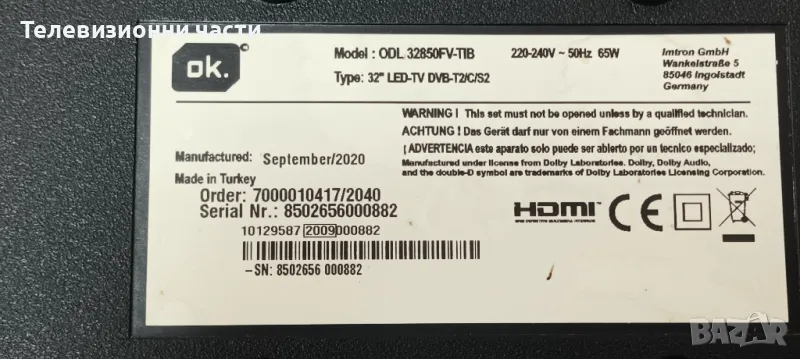 Телевизионни части
ok.
Model : ODL 32850FV-TIB
220-240V ~ 50Hz 65W
Type: 32" LED-TV DVB-T2/C/S2
Imtron GmbH
Wankelstraße 5
85046 Ingolstadt
Germany
WARNING ! This set must not be opened unless by a qualified technician.
ACHTUNG ! Das Gerät darf nur von einem Fachmann geöffnet werden.
¡ ADVERTENCIA este aparato solo puede ser abierto por un tecnico especializado;
Manufactured under license from Dolby Laboratories. Dolby, Dolby Audio,
and the double-D symbol are trademarks of Dolby Laboratories Licensing Corporation.
Manufactured: September/2020
Made in Turkey
Order: 7000010417/2040
Serial Nr.: 8502656000882
10129587 2009 000882
–SN: 8502656 000882
HDMI
CE
BAZAR